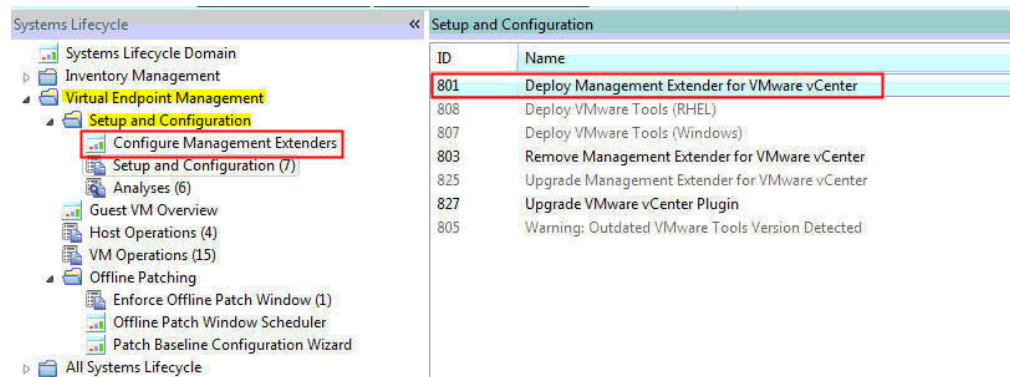 Systems Lifecycle «
Systems Lifecycle Domain
Inventory Management
Virtual Endpoint Management
Setup and Configuration
Configure Management Extenders
Setup and Configuration (7)
Analyses (6)
Guest VM Overview
Host Operations (4)
VM Operations (15)
Offline Patching
Enforce Offline Patch Window (1)
Offline Patch Window Scheduler
Patch Baseline Configuration Wizard
All Systems Lifecycle
Setup and Configuration
ID Name
801 Deploy Management Extender for VMware vCenter
808 Deploy VMware Tools (RHEL)
807 Deploy VMware Tools (Windows)
803 Remove Management Extender for VMware vCenter
825 Upgrade Management Extender for VMware vCenter
827 Upgrade VMware vCenter Plugin
805 Warning: Outdated VMware Tools Version Detected